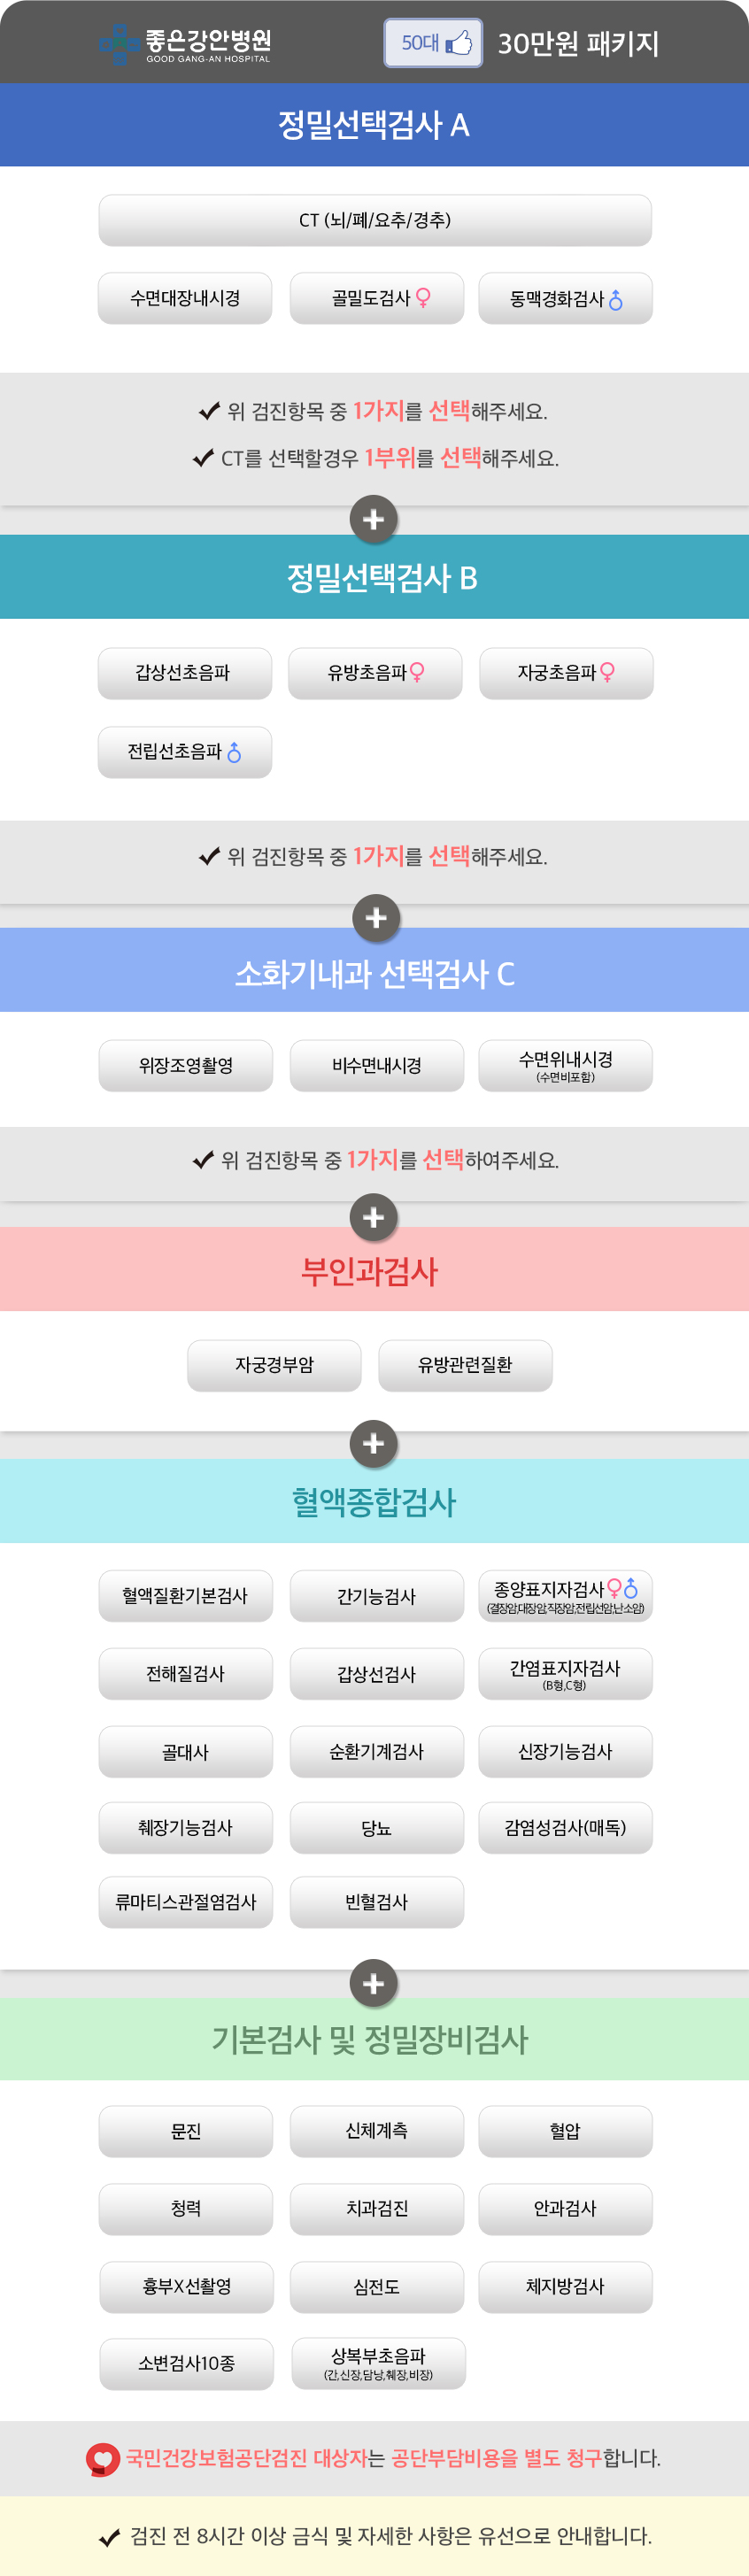 좋은강안병원
GOOD GANG-AN HOSPITAL
50대
30만원 패키지
정밀선택검사 A
CT (뇌/폐/요추/경추)
수면대장내시경
골밀도검사
동맥경화검사
위 검진항목 중 1가지를 선택해주세요.
CT를 선택할경우 1부위를 선택해주세요.
정밀선택검사 B
갑상선초음파
유방초음파
자궁초음파
전립선초음파
위 검진항목 중 1가지를 선택해주세요.
소화기내과 선택검사 C
위장조영촬영
비수면내시경
수면위내시경
(수면비포함)
위 검진항목 중 1가지를 선택하여주세요.
부인과검사
자궁경부암
유방관련질환
혈액종합검사
혈액질환기본검사
간기능검사
종양표지자검사
(결장암,대장암,직장암,전립선암,난소암)
전해질검사
갑상선검사
간염표지자검사
(B형,C형)
골대사
순환기계검사
신장기능검사
췌장기능검사
당뇨
감염성검사(매독)
류마티스관절염검사
빈혈검사
기본검사 및 정밀장비검사
문진
신체계측
혈압
청력
치과검진
안과검사
흉부X선촬영
심전도
체지방검사
소변검사10종
상복부초음파
(간,신장,담낭,췌장,비장)
국민건강보험공단검진 대상자는 공단부담비용을 별도 청구합니다.
검진 전 8시간 이상 금식 및 자세한 사항은 유선으로 안내합니다.